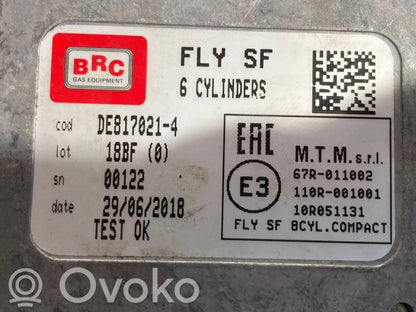 BRC
GAS EQUIPMENT
FLY SF
6 CYLINDERS
cod DE817021-4
lot 18BF (0)
sn 00122
date 29/06/2018
TEST OK
EAC
E3
M.T.M s.r.l.
67R-011002
110R-001001
10R051131
FLY SF 8CYL.COMPACT
Ovoko